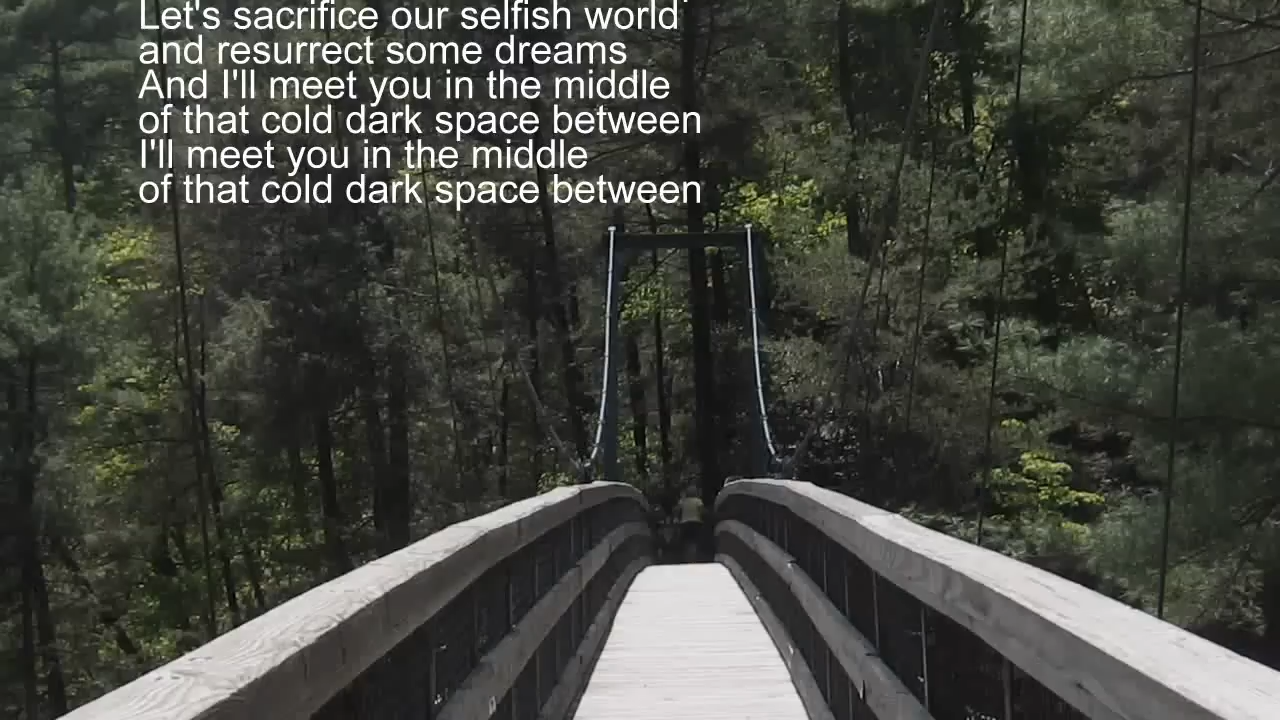 Let's sacrifice our selfish world
and resurrect some dreams
And I'll meet you in the middle
of that cold dark space between
I'll meet you in the middle
of that cold dark space between